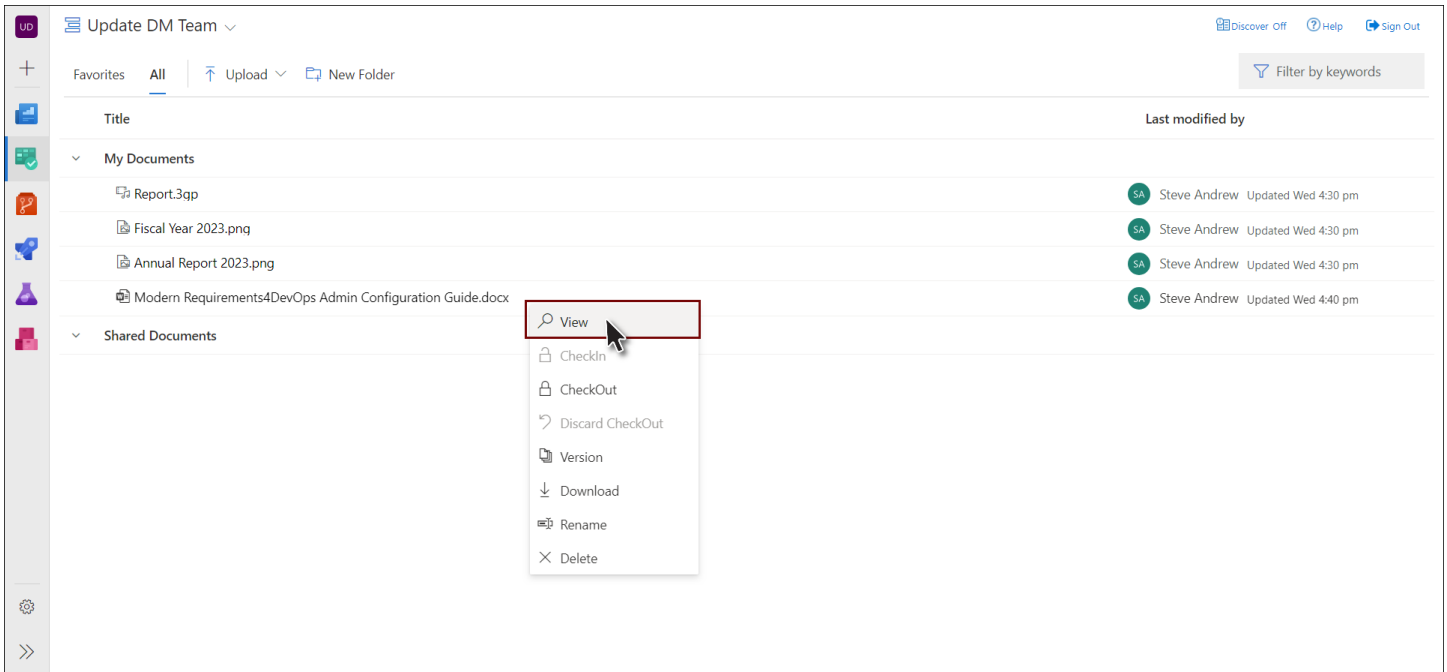 UD Update DM Team Discover Off Help Sign Out
Favorites All Upload New Folder Filter by keywords
Title Last modified by
My Documents
Report.3gp SA Steve Andrew Updated Wed 4:30 pm
Fiscal Year 2023.png SA Steve Andrew Updated Wed 4:30 pm
Annual Report 2023.png SA Steve Andrew Updated Wed 4:30 pm
Modern Requirements4DevOps Admin Configuration Guide.docx SA Steve Andrew Updated Wed 4:40 pm
Shared Documents
View
CheckIn
CheckOut
Discard CheckOut
Version
Download
Rename
Delete